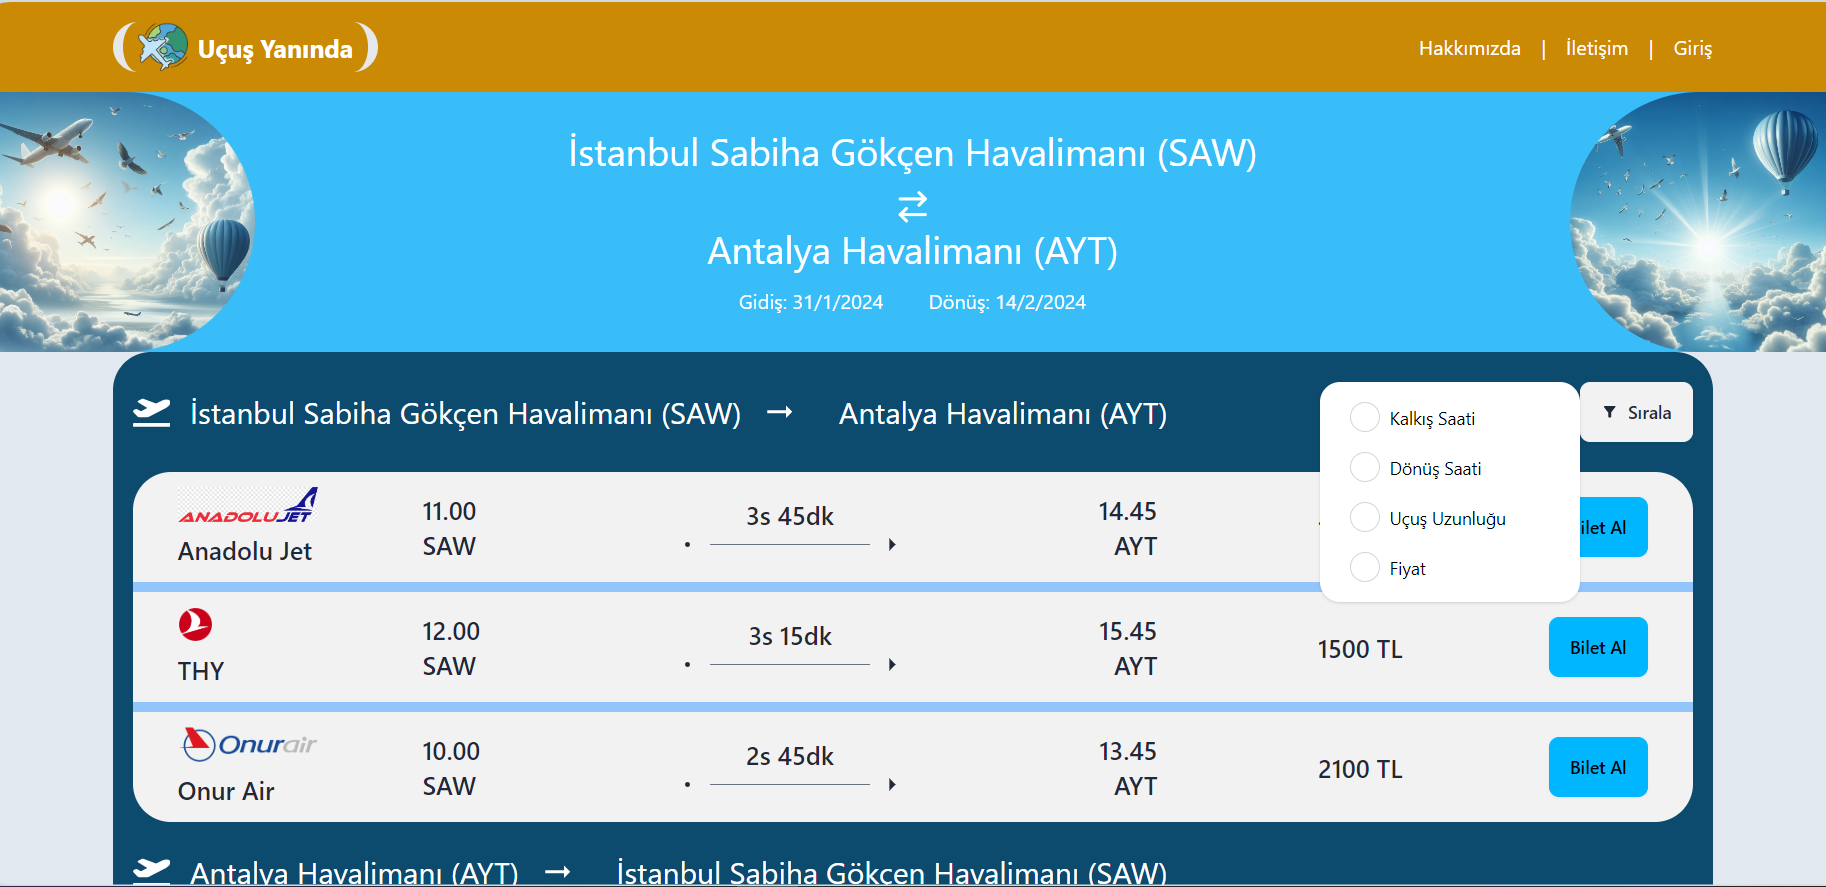 Uçuş Yanında
Hakkımızda | İletişim | Giriş
İstanbul Sabiha Gökçen Havalimanı (SAW)
Antalya Havalimanı (AYT)
Gidiş: 31/1/2024 Dönüş: 14/2/2024
İstanbul Sabiha Gökçen Havalimanı (SAW) → Antalya Havalimanı (AYT)
Sırala
Kalkış Saati
Dönüş Saati
Uçuş Uzunluğu
Fiyat
ANADOLUJET
Anadolu Jet
11.00
SAW
3s 45dk
14.45
AYT
ilet Al
THY
12.00
SAW
3s 15dk
15.45
AYT
1500 TL
Bilet Al
Onurair
Onur Air
10.00
SAW
2s 45dk
13.45
AYT
2100 TL
Bilet Al
Antalya Havalimanı (AYT) → İstanbul Sabiha Gökçen Havalimanı (SAW)